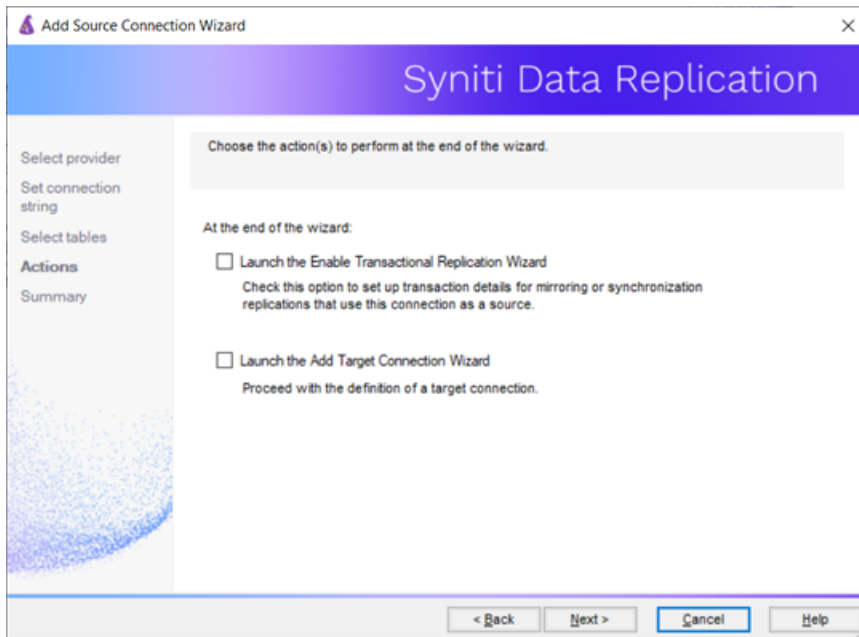 Add Source Connection Wizard
Syniti Data Replication
Select provider
Set connection
string
Select tables
Actions
Summary
Choose the action(s) to perform at the end of the wizard.
At the end of the wizard:
Launch the Enable Transactional Replication Wizard
Check this option to set up transaction details for mirroring or synchronization
replications that use this connection as a source.
Launch the Add Target Connection Wizard
Proceed with the definition of a target connection.
< Back
Next >
Cancel
Help